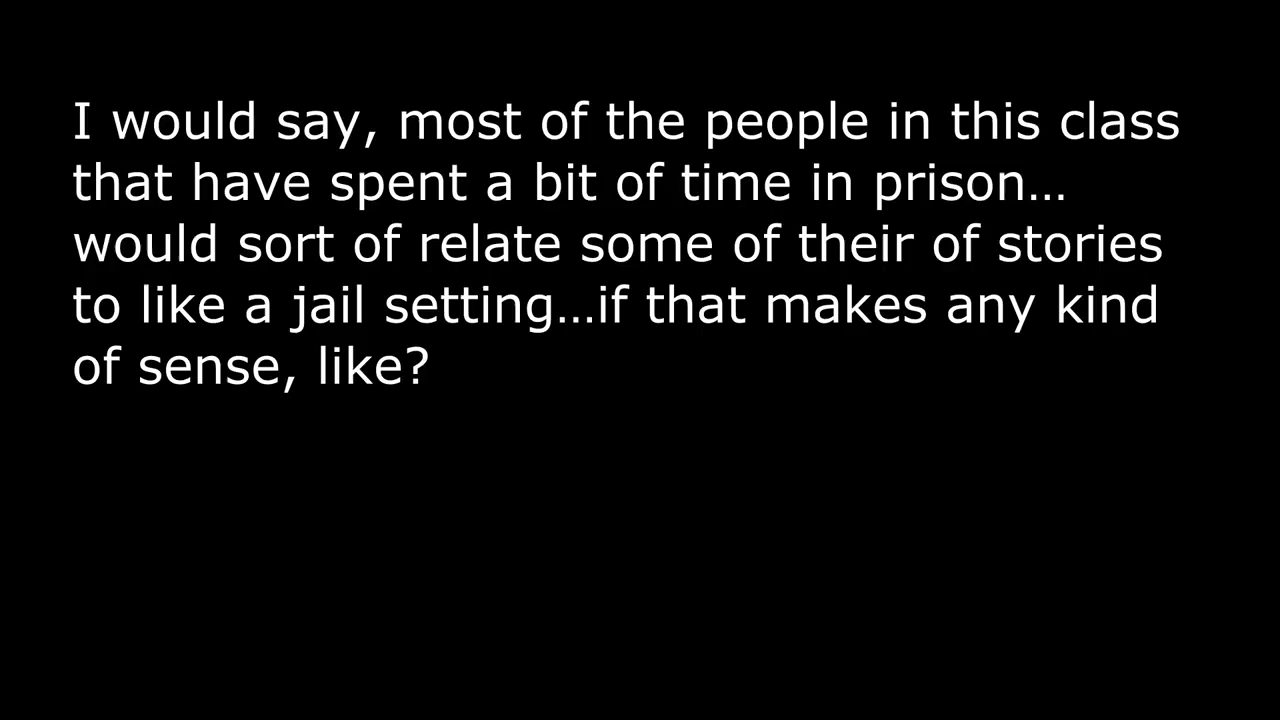 I would say, most of the people in this class
that have spent a bit of time in prison…
would sort of relate some of their of stories
to like a jail setting…if that makes any kind
of sense, like?